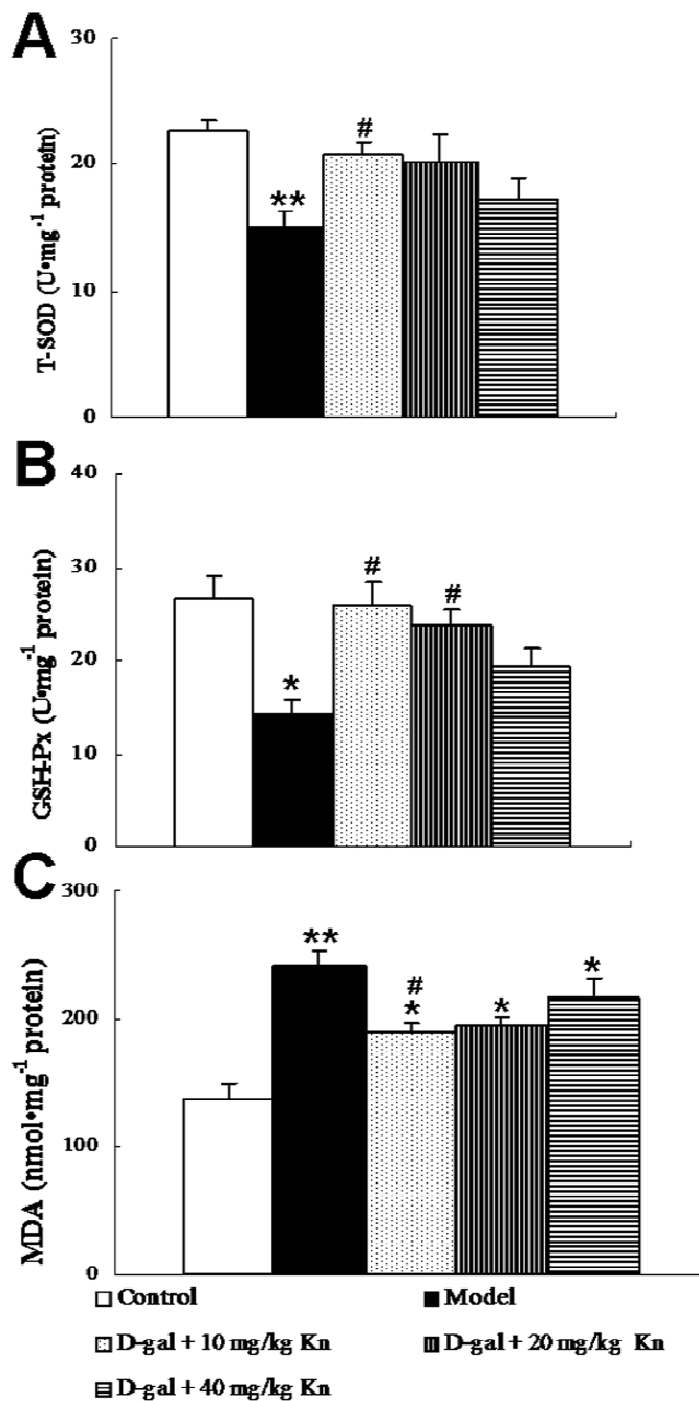 A
30
20
10
0
T-SOD (U•mg⁻¹ protein)
**
#
B
40
30
20
10
0
GSH-Px (U•mg⁻¹ protein)
*
#
#
C
300
200
100
0
MDA (nmol•mg⁻¹ protein)
**
#
*
*
*
Control Model
D-gal + 10 mg/kg Kn D-gal + 20 mg/kg Kn
D-gal + 40 mg/kg Kn